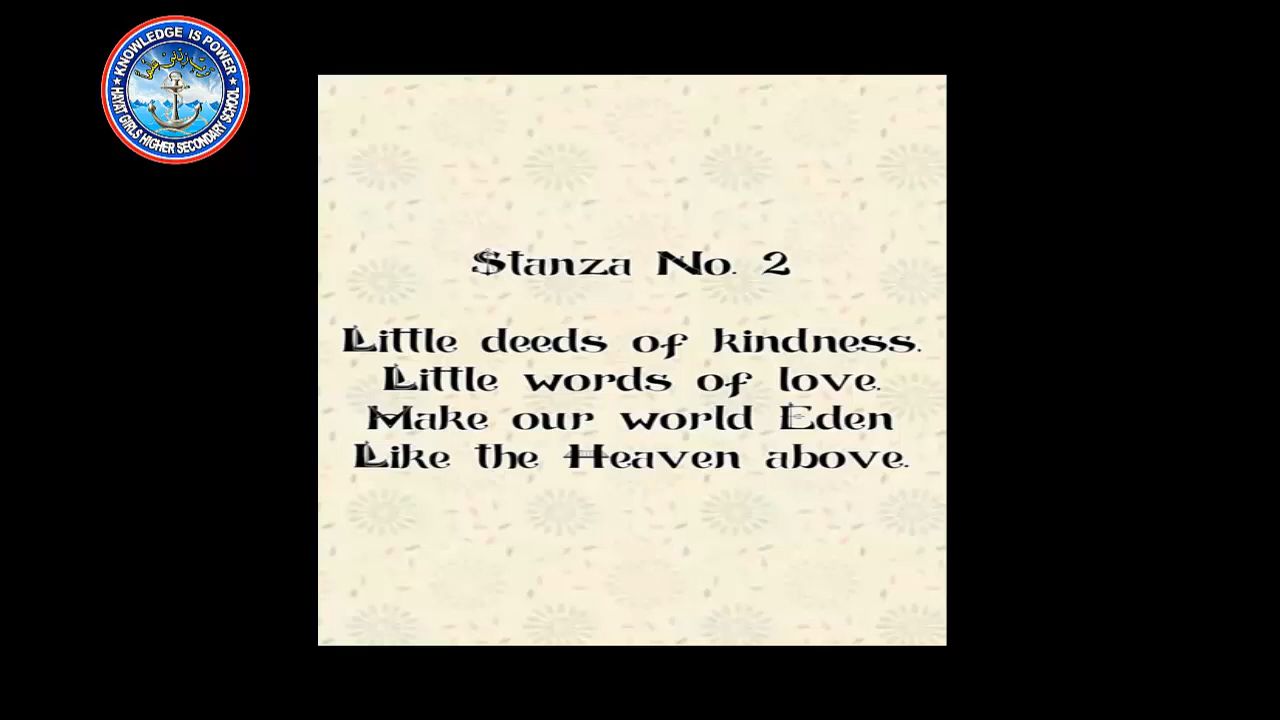 KNOWLEDGE IS POWER
HAYAT GIRLS HIGHER SECONDARY SCHOOL
Stanza No. 2
Little deeds of kindness.
Little words of love.
Make our world Eden
Like the Heaven above.